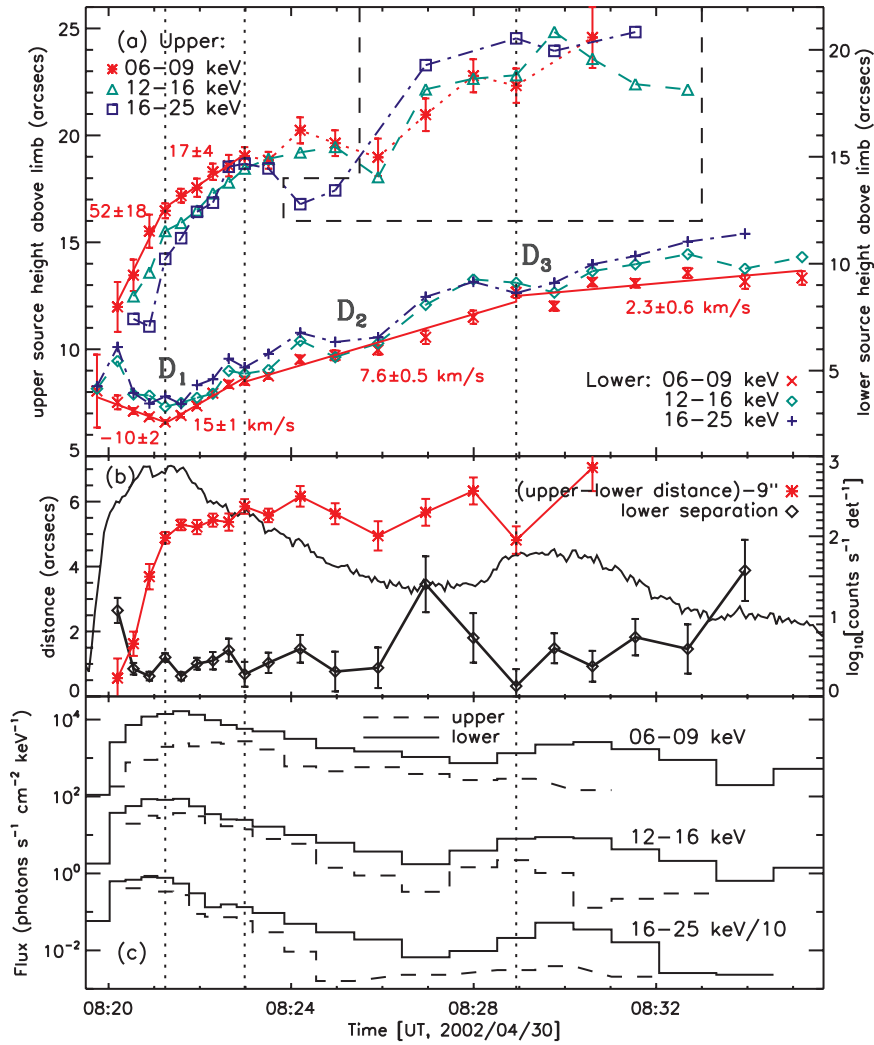 (a) Upper:
06-09 keV
12-16 keV
16-25 keV
17±4
52±18
D₁
D₂
D₃
-10±2
15±1 km/s
7.6±0.5 km/s
2.3±0.6 km/s
Lower: 06-09 keV
12-16 keV
16-25 keV
upper source height above limb (arcsecs)
25
20
15
10
5
lower source height above limb (arcsecs)
20
15
10
5
0
(b)
(upper-lower distance)-9"
lower separation
distance (arcsecs)
6
4
2
0
log₁₀[counts s⁻¹ det⁻¹]
3
2
1
0
(c)
upper
lower
06-09 keV
12-16 keV
16-25 keV/10
Flux (photons s⁻¹ cm⁻² keV⁻¹)
10⁴
10²
10⁰
10⁻²
08:20
08:24
08:28
08:32
Time [UT, 2002/04/30]